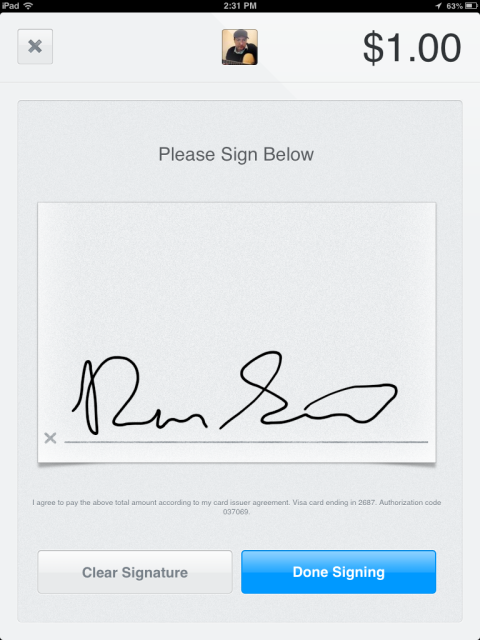 iPad 2:31 PM 63%
$1.00
Please Sign Below
I agree to pay the above total amount according to my card issuer agreement. Visa card ending in 2687. Authorization code
037069.
Clear Signature Done Signing